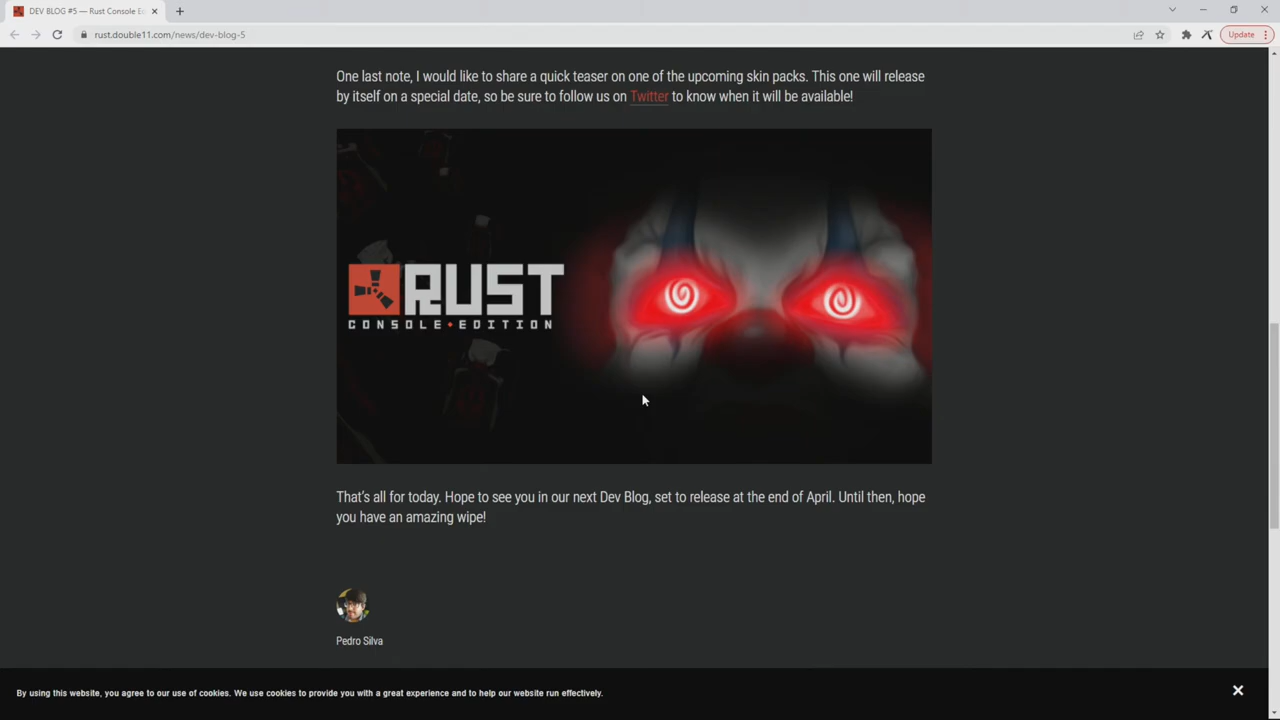 DEV BLOG #5 — Rust Console Ed
rust.double11.com/news/dev-blog-5
Update
One last note, I would like to share a quick teaser on one of the upcoming skin packs. This one will release
by itself on a special date, so be sure to follow us on Twitter to know when it will be available!
RUST
CONSOLE EDITION
That's all for today. Hope to see you in our next Dev Blog, set to release at the end of April. Until then, hope
you have an amazing wipe!
Pedro Silva
By using this website, you agree to our use of cookies. We use cookies to provide you with a great experience and to help our website run effectively.